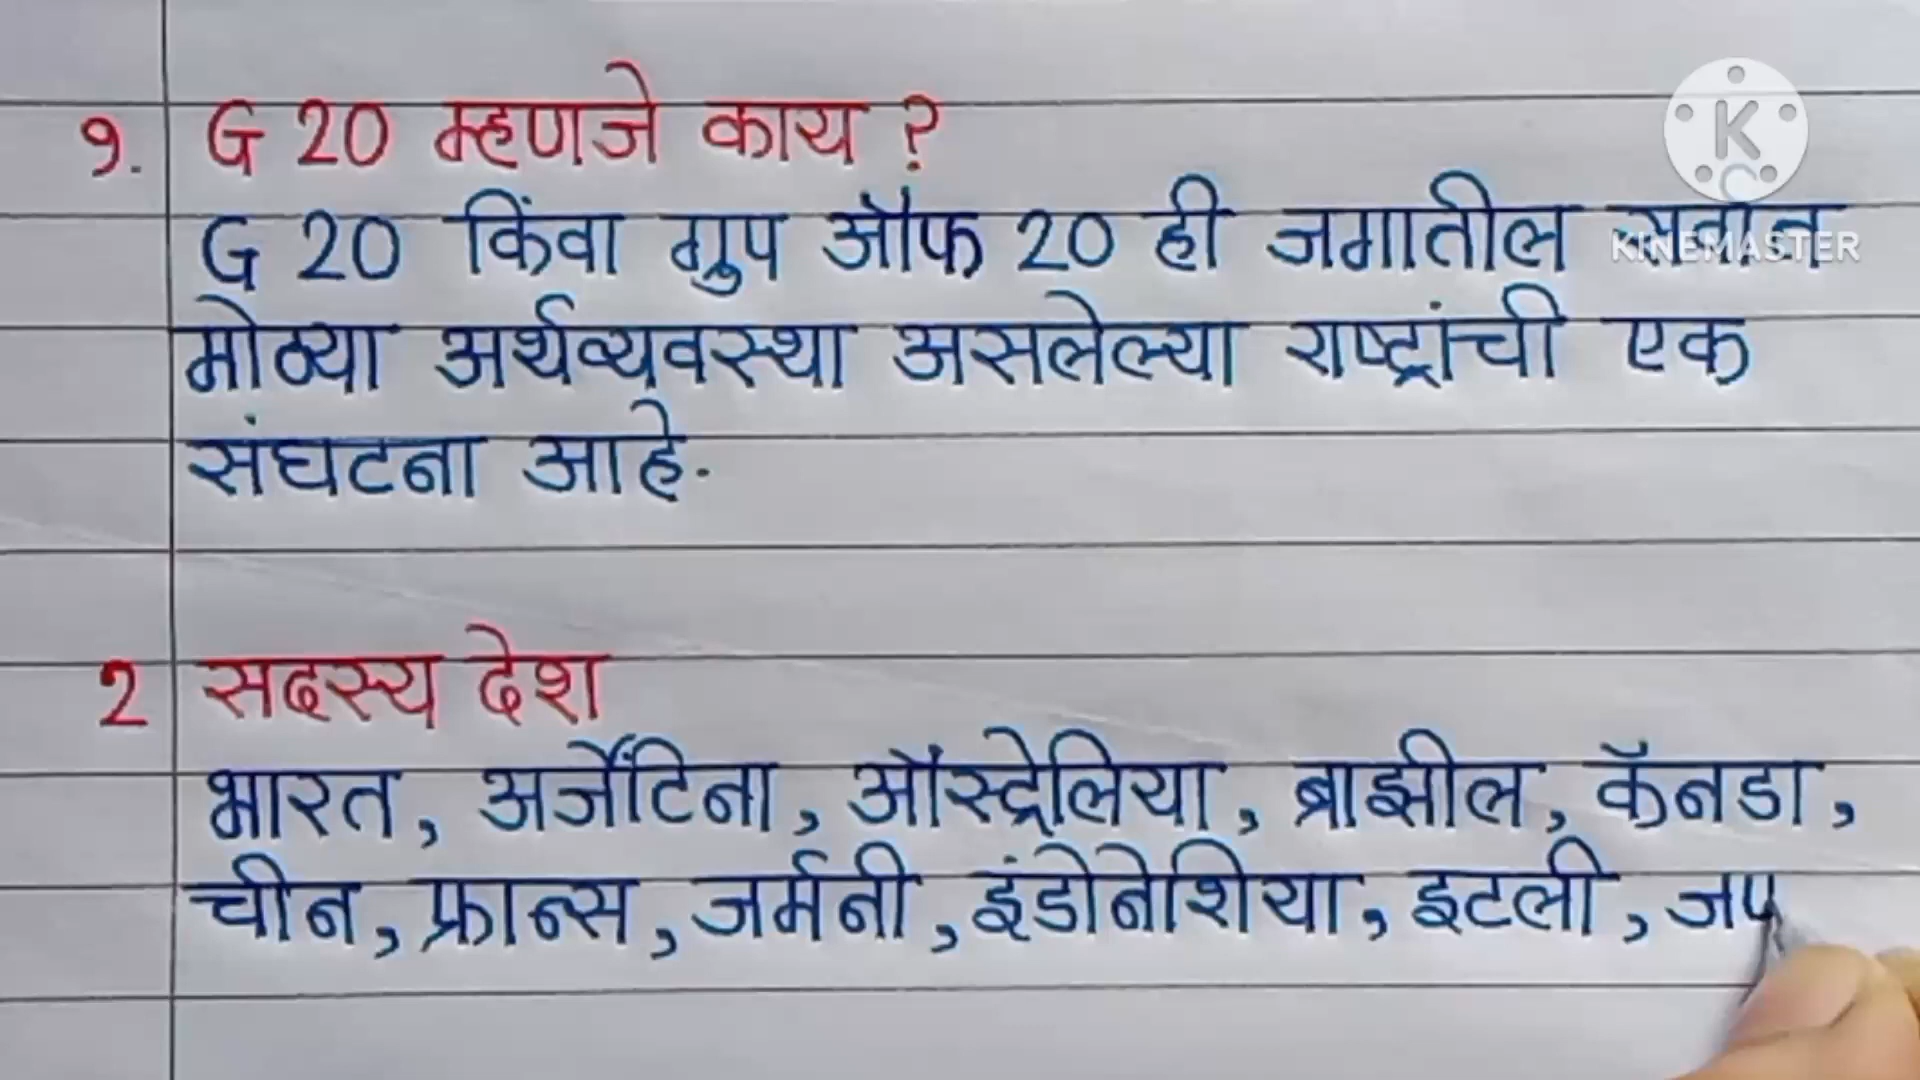 १. G 20 म्हणजे काय ?
G 20 किंवा ग्रुप ऑफ 20 ही जगातील
मोठ्या अर्थव्यवस्था असलेल्या राष्ट्रांची एक
संघटना आहे.
2 सदस्य देश
भारत, अर्जेंटिना, ऑस्ट्रेलिया, ब्राझील, कॅनडा,
चीन, फ्रान्स, जर्मनी, इंडोनेशिया, इटली, जप
K
KINEMASTER